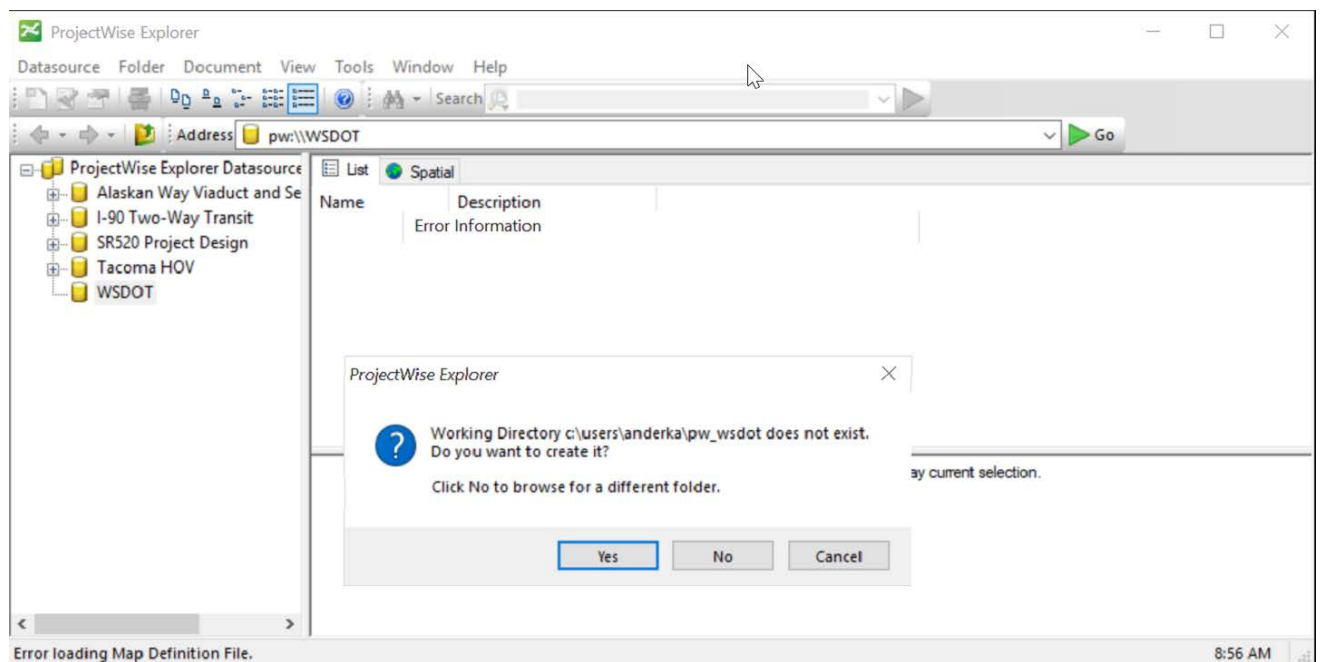 ProjectWise Explorer
Datasource Folder Document View Tools Window Help
Search
Address pw:\\WSDOT Go
ProjectWise Explorer Datasource
Alaskan Way Viaduct and Se
I-90 Two-Way Transit
SR520 Project Design
Tacoma HOV
WSDOT
List Spatial
Name Description
Error Information
ProjectWise Explorer
Working Directory c:\users\anderka\pw_wsdot does not exist.
Do you want to create it?
Click No to browse for a different folder.
Yes No Cancel
ay current selection.
Error loading Map Definition File. 8:56 AM